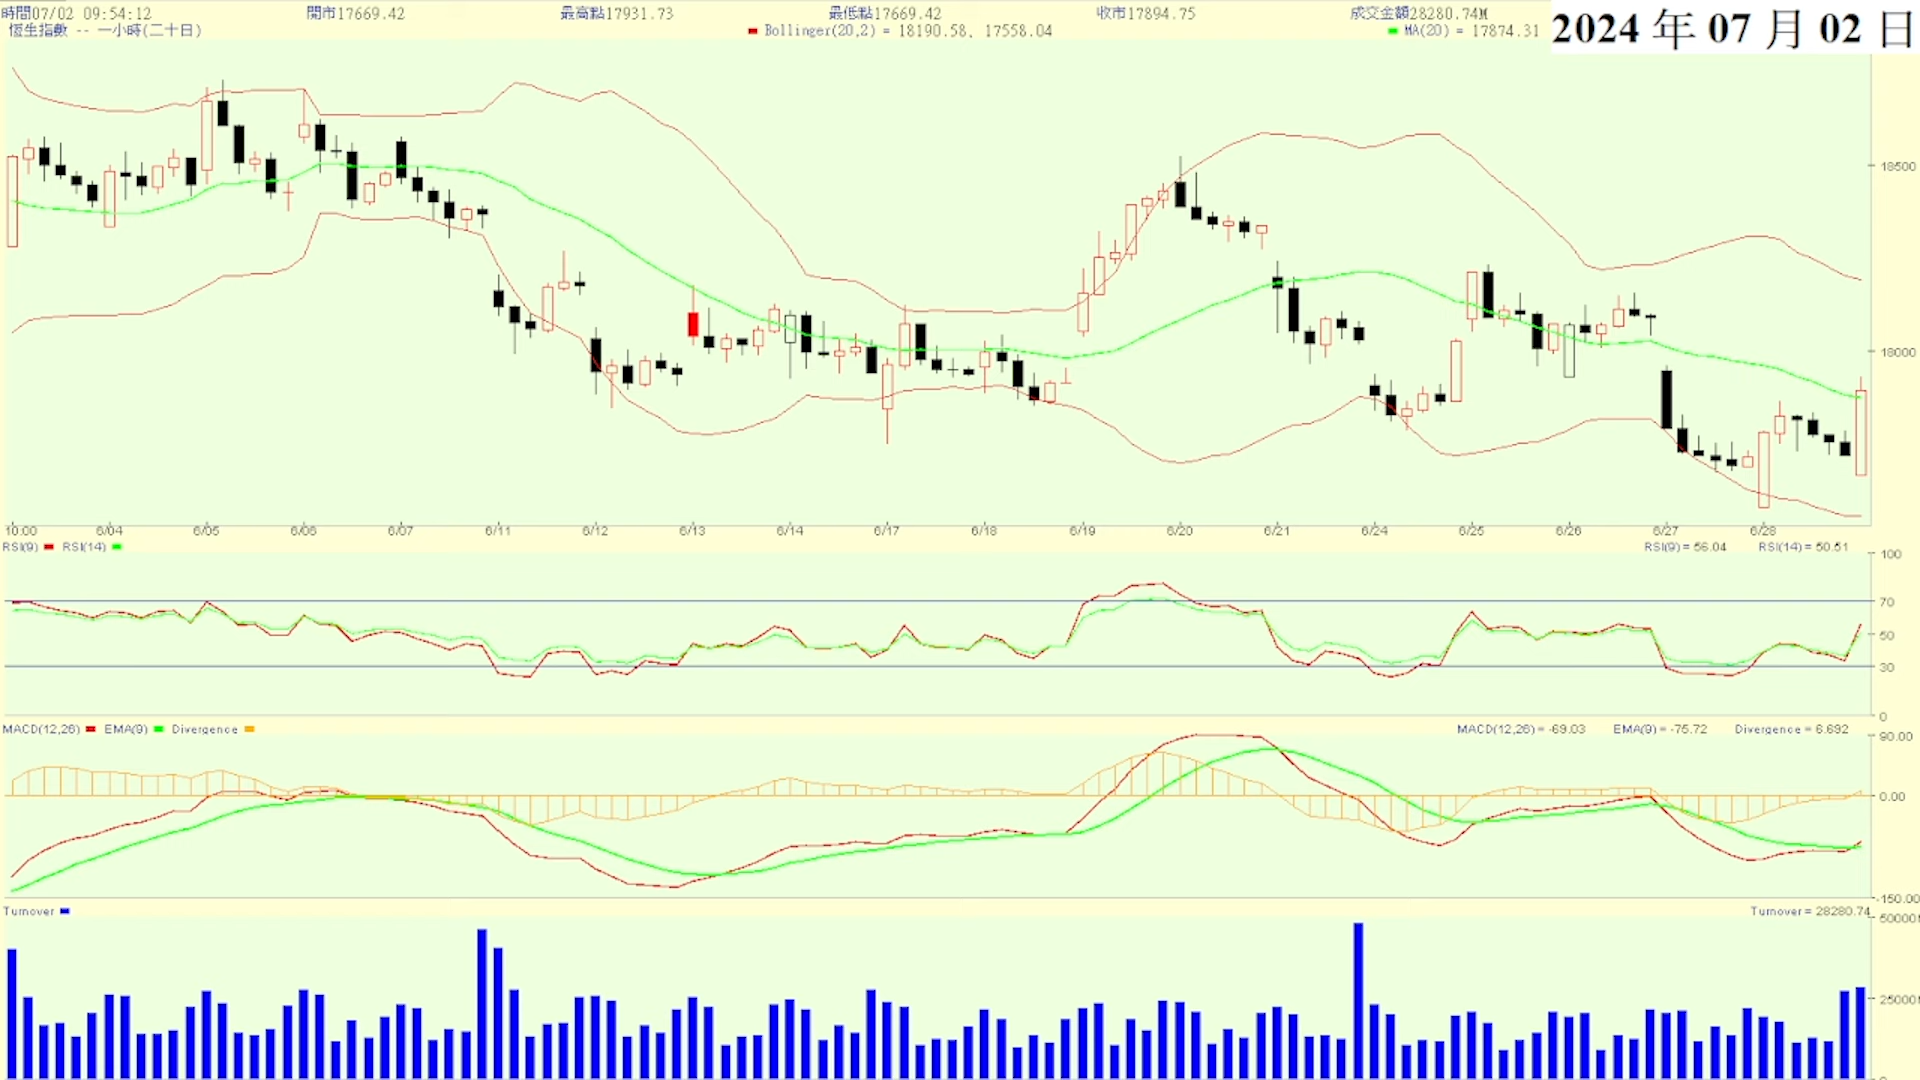 時間07/02 09:54:12 開市17669.42 最高點17931.73 最低點17669.42 收市17894.75 成交金額28280.74M
恆生指數 -- 一小時(二十日) Bollinger(20,2) = 18190.58, 17558.04 MA(20) = 17874.31
2024 年 07 月 02 日
18500
18000
10:00 6/04 6/05 6/06 6/07 6/11 6/12 6/13 6/14 6/17 6/18 6/19 6/20 6/21 6/24 6/25 6/26 6/27 6/28
RSI(9) RSI(14) RSI(9) = 56.04 RSI(14) = 50.51
100
70
50
30
0
MACD(12,26) EMA(9) Divergence MACD(12,26) = -69.03 EMA(9) = -75.72 Divergence = 6.692
90.00
0.00
-150.00
Turnover Turnover = 28280.74
50000M
25000M